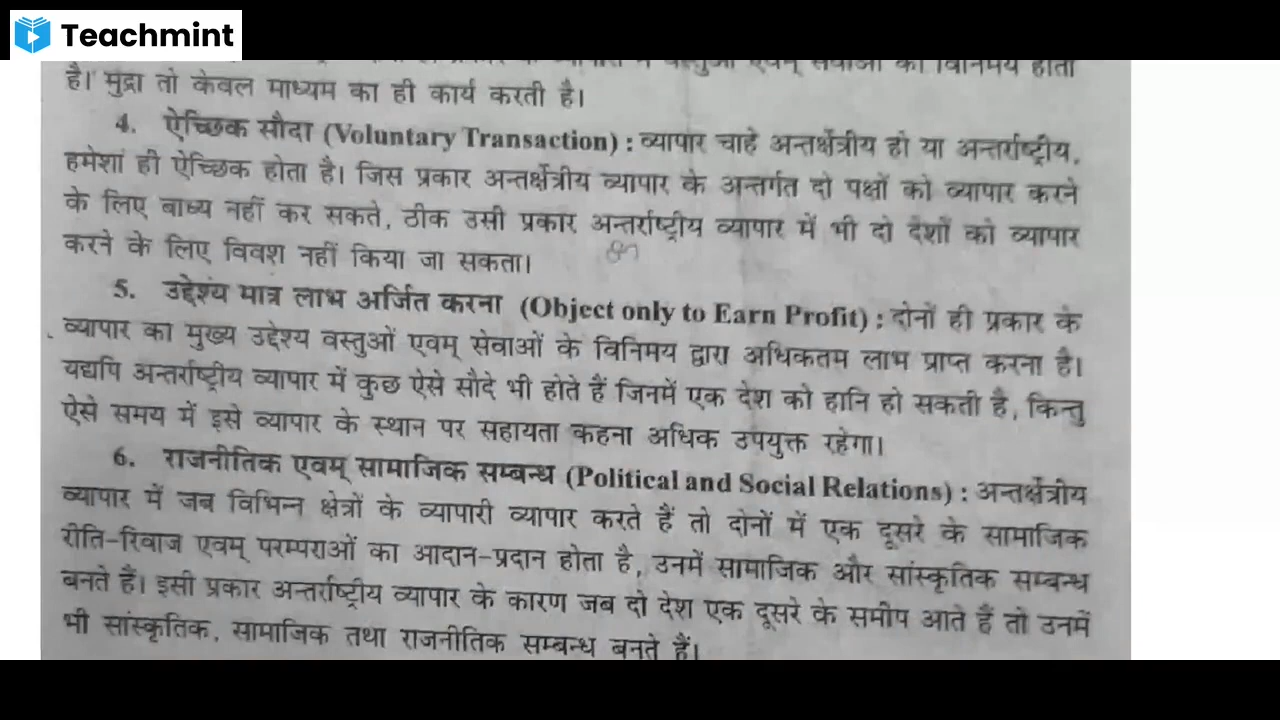 Teachmint
है। मुद्रा तो केवल माध्यम का ही कार्य करती है।
4. ऐच्छिक सौदा (Voluntary Transaction) : व्यापार चाहे अन्तर्क्षेत्रीय हो या अन्तर्राष्ट्रीय,
हमेशा ही ऐच्छिक होता है। जिस प्रकार अन्तर्क्षेत्रीय व्यापार के अन्तर्गत दो पक्षों को व्यापार करने
के लिए बाध्य नहीं कर सकते, ठीक उसी प्रकार अन्तर्राष्ट्रीय व्यापार में भी दो देशों को व्यापार
करने के लिए विवश नहीं किया जा सकता।
5. उद्देश्य मात्र लाभ अर्जित करना (Object only to Earn Profit) : दोनों ही प्रकार के
व्यापार का मुख्य उद्देश्य वस्तुओं एवम् सेवाओं के विनिमय द्वारा अधिकतम लाभ प्राप्त करना है।
यद्यपि अन्तर्राष्ट्रीय व्यापार में कुछ ऐसे सौदे भी होते हैं जिनमें एक देश को हानि हो सकती है, किन्तु
ऐसे समय में इसे व्यापार के स्थान पर सहायता कहना अधिक उपयुक्त रहेगा।
6. राजनीतिक एवम् सामाजिक सम्बन्ध (Political and Social Relations) : अन्तर्क्षेत्रीय
व्यापार में जब विभिन्न क्षेत्रों के व्यापारी व्यापार करते हैं तो दोनों में एक दूसरे के सामाजिक
रीति-रिवाज एवम् परम्पराओं का आदान-प्रदान होता है, उनमें सामाजिक और सांस्कृतिक सम्बन्ध
बनते हैं। इसी प्रकार अन्तर्राष्ट्रीय व्यापार के कारण जब दो देश एक दूसरे के समीप आते हैं तो उनमें
भी सांस्कृतिक, सामाजिक तथा राजनीतिक सम्बन्ध बनते हैं।